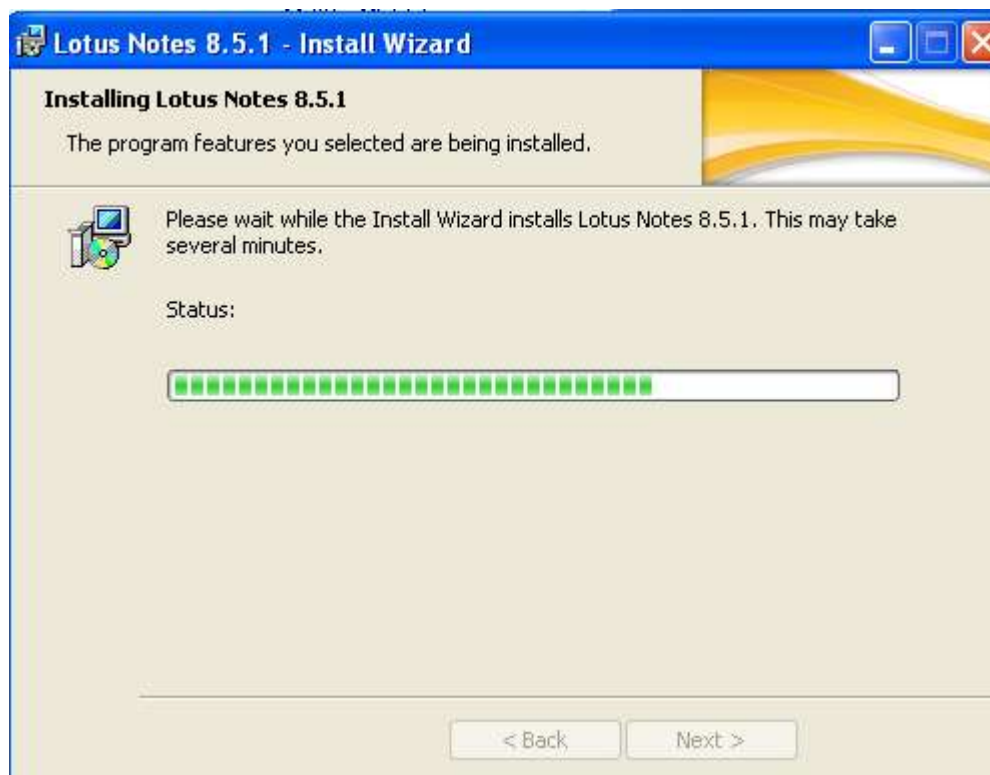 Lotus Notes 8.5.1 - Install Wizard
Installing Lotus Notes 8.5.1
The program features you selected are being installed.
Please wait while the Install Wizard installs Lotus Notes 8.5.1. This may take
several minutes.
Status:
< Back
Next >